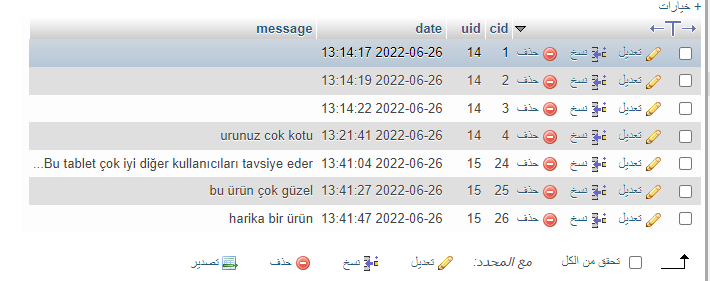 + خيارات
cid uid date message
تعديل نسخ حذف 1 14 2022-06-26 13:14:17
تعديل نسخ حذف 2 14 2022-06-26 13:14:19
تعديل نسخ حذف 3 14 2022-06-26 13:14:22
تعديل نسخ حذف 4 14 2022-06-26 13:21:41 urunuz cok kotu
تعديل نسخ حذف 24 15 2022-06-26 13:41:04 Bu tablet çok iyi diğer kullanıcıları tavsiye eder...
تعديل نسخ حذف 25 15 2022-06-26 13:41:27 bu ürün çok güzel
تعديل نسخ حذف 26 15 2022-06-26 13:41:47 harika bir ürün
تحقق من الكل مع المحدد: تعديل نسخ حذف تصدير